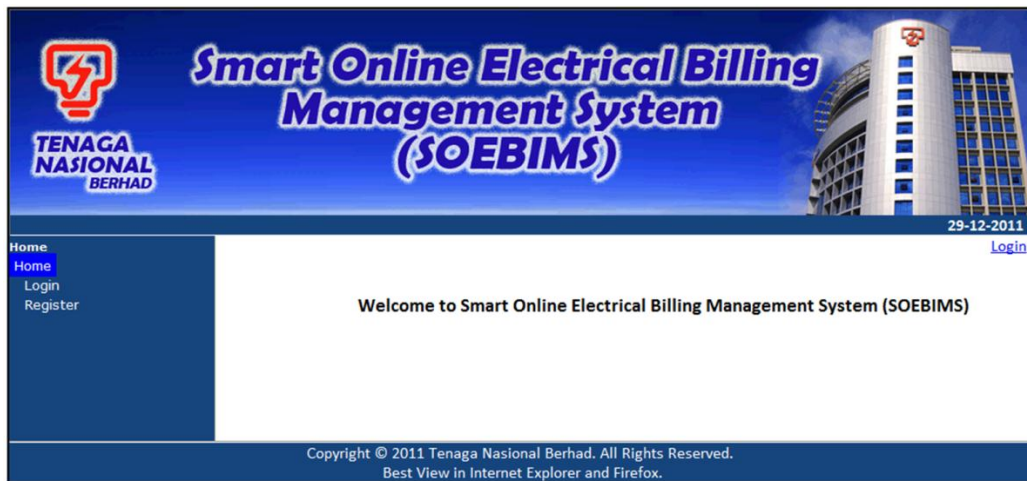 Smart Online Electrical Billing
Management System
(SOEBIMS)
TENAGA
NASIONAL
BERHAD
29-12-2011
Home
Home
Login
Register
Login
Welcome to Smart Online Electrical Billing Management System (SOEBIMS)
Copyright © 2011 Tenaga Nasional Berhad. All Rights Reserved.
Best View in Internet Explorer and Firefox.